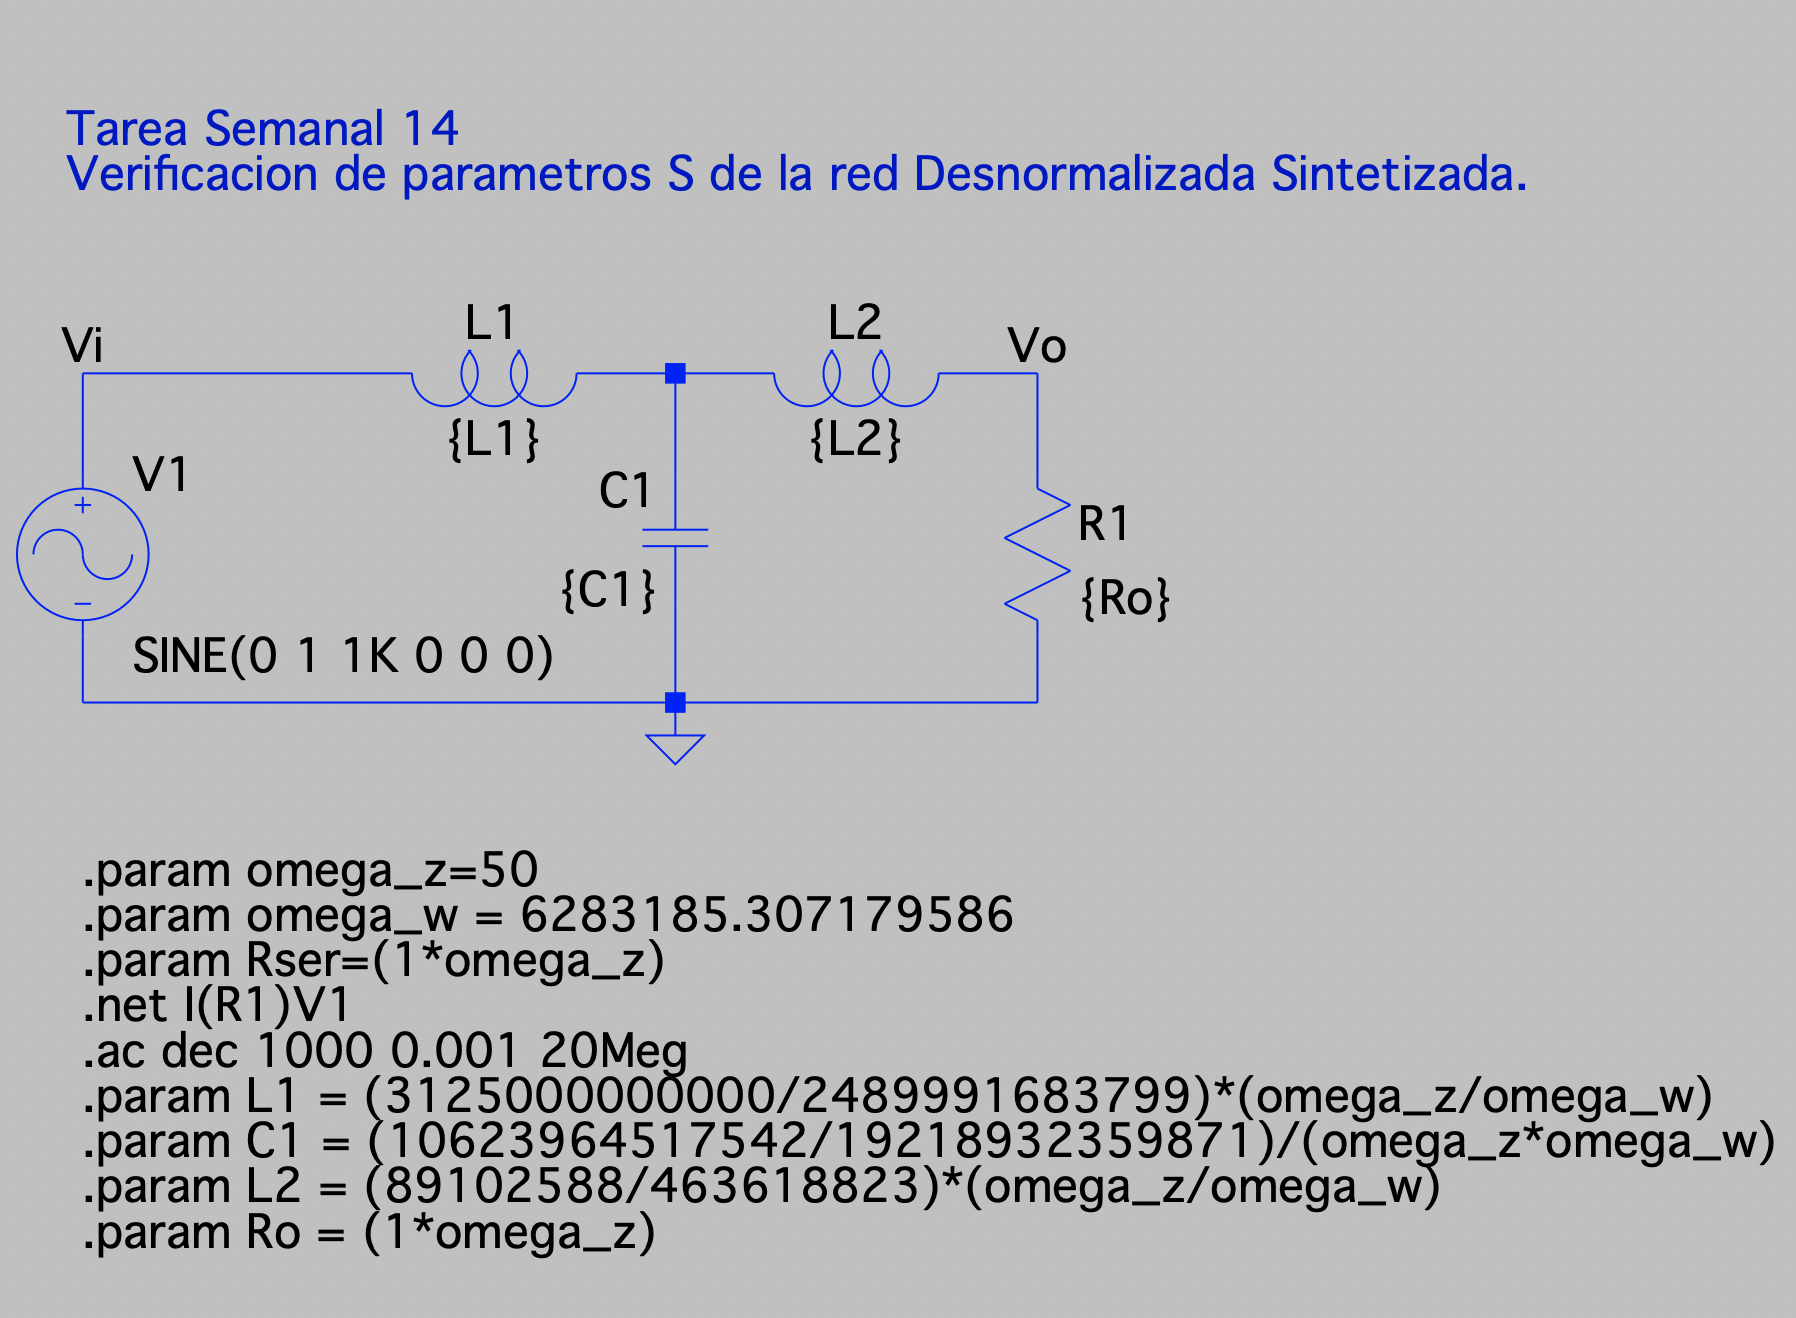 Tarea Semanal 14
Verificacion de parametros S de la red Desnormalizada Sintetizada.
Vi
L1
L2
Vo
{L1}
{L2}
V1
C1
R1
{C1}
{Ro}
+
−
SINE(0 1 1K 0 0 0)
.param omega_z=50
.param omega_w = 6283185.307179586
.param Rser=(1*omega_z)
.net I(R1)V1
.ac dec 1000 0.001 20Meg
.param L1 = (3125000000000/2489991683799)*(omega_z/omega_w)
.param C1 = (10623964517542/19218932359871)/(omega_z*omega_w)
.param L2 = (89102588/463618823)*(omega_z/omega_w)
.param Ro = (1*omega_z)